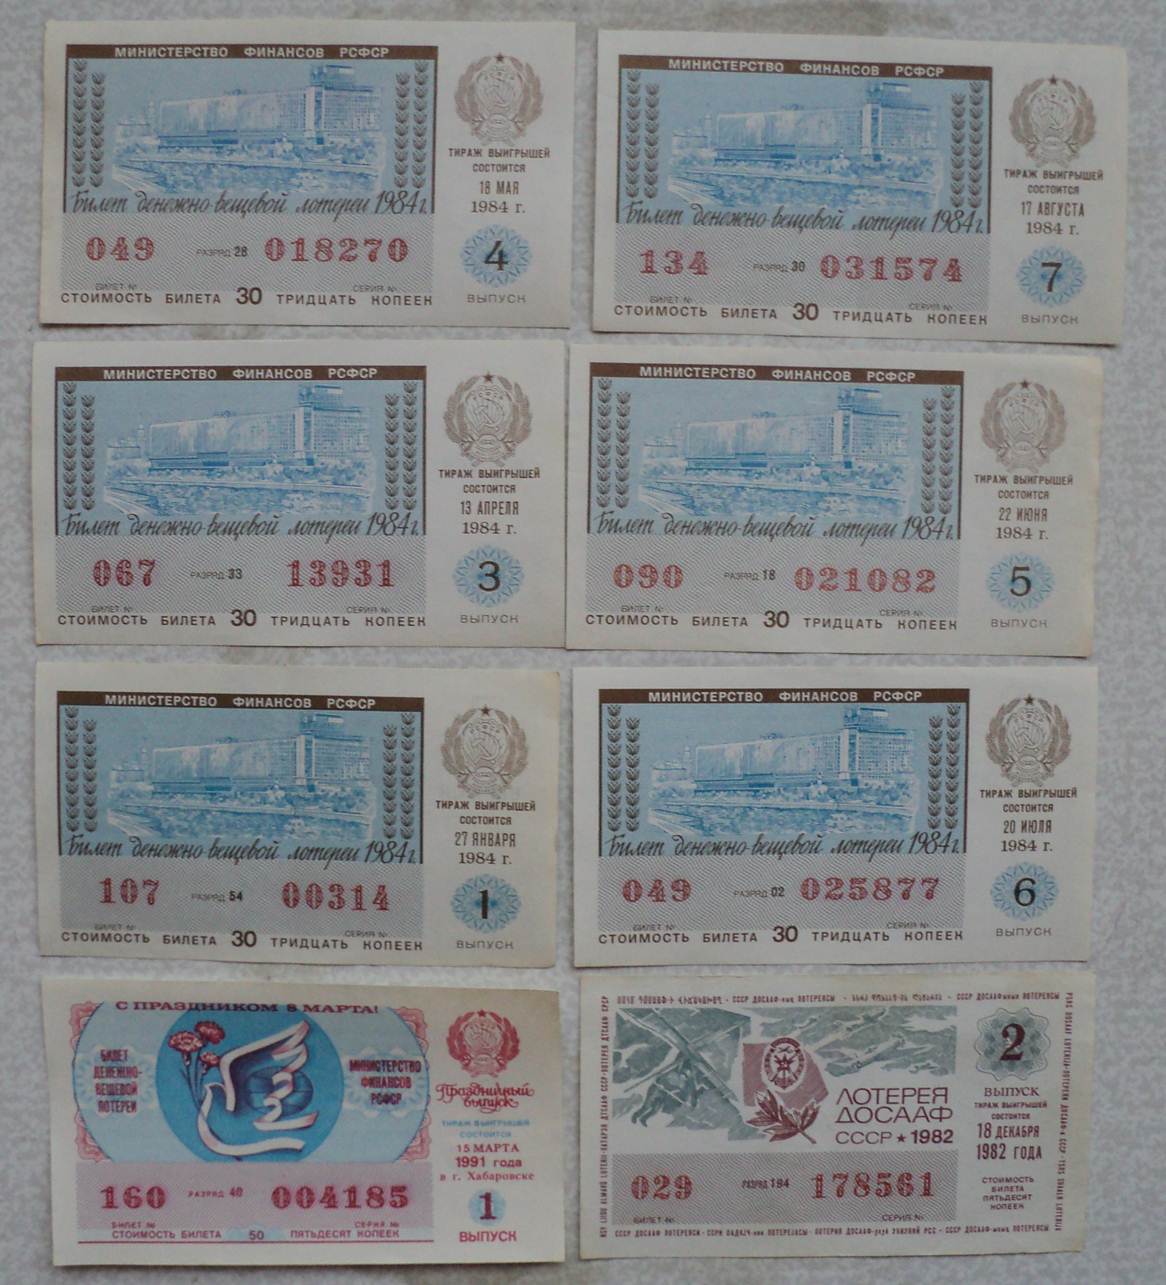 МИНИСТЕРСТВО ФИНАНСОВ РСФСР
ТИРАЖ ВЫИГРЫШЕЙ
СОСТОИТСЯ
18 МАЯ
1984 г.
Билет денежно-вещевой лотереи 1984 г.
049 РАЗРЯД 28 018270
4
БИЛЕТ № СЕРИЯ №
СТОИМОСТЬ БИЛЕТА 30 ТРИДЦАТЬ КОПЕЕК
ВЫПУСК
МИНИСТЕРСТВО ФИНАНСОВ РСФСР
ТИРАЖ ВЫИГРЫШЕЙ
СОСТОИТСЯ
17 АВГУСТА
1984 г.
Билет денежно-вещевой лотереи 1984 г.
134 РАЗРЯД 30 031574
7
БИЛЕТ № СЕРИЯ №
СТОИМОСТЬ БИЛЕТА 30 ТРИДЦАТЬ КОПЕЕК
ВЫПУСК
МИНИСТЕРСТВО ФИНАНСОВ РСФСР
ТИРАЖ ВЫИГРЫШЕЙ
СОСТОИТСЯ
13 АПРЕЛЯ
1984 г.
Билет денежно-вещевой лотереи 1984 г.
067 РАЗРЯД 33 13931
3
БИЛЕТ № СЕРИЯ №
СТОИМОСТЬ БИЛЕТА 30 ТРИДЦАТЬ КОПЕЕК
ВЫПУСК
МИНИСТЕРСТВО ФИНАНСОВ РСФСР
ТИРАЖ ВЫИГРЫШЕЙ
СОСТОИТСЯ
22 ИЮНЯ
1984 г.
Билет денежно-вещевой лотереи 1984 г.
090 РАЗРЯД 18 021082
5
БИЛЕТ № СЕРИЯ №
СТОИМОСТЬ БИЛЕТА 30 ТРИДЦАТЬ КОПЕЕК
ВЫПУСК
МИНИСТЕРСТВО ФИНАНСОВ РСФСР
ТИРАЖ ВЫИГРЫШЕЙ
СОСТОИТСЯ
27 ЯНВАРЯ
1984 г.
Билет денежно-вещевой лотереи 1984 г.
107 РАЗРЯД 54 00314
1
БИЛЕТ № СЕРИЯ №
СТОИМОСТЬ БИЛЕТА 30 ТРИДЦАТЬ КОПЕЕК
ВЫПУСК
МИНИСТЕРСТВО ФИНАНСОВ РСФСР
ТИРАЖ ВЫИГРЫШЕЙ
СОСТОИТСЯ
20 ИЮЛЯ
1984 г.
Билет денежно-вещевой лотереи 1984 г.
049 РАЗРЯД 02 025877
6
БИЛЕТ № СЕРИЯ №
СТОИМОСТЬ БИЛЕТА 30 ТРИДЦАТЬ КОПЕЕК
ВЫПУСК
С ПРАЗДНИКОМ 8 МАРТА!
БИЛЕТ
ДЕНЕЖНО-
ВЕЩЕВОЙ
ЛОТЕРЕИ
МИНИСТЕРСТВО
ФИНАНСОВ
РСФСР
Праздничный
выпуск
ТИРАЖ ВЫИГРЫШЕЙ
СОСТОИТСЯ
15 МАРТА
1991 года
в г. Хабаровске
160 РАЗРЯД 40 004185
1
БИЛЕТ № СЕРИЯ №
СТОИМОСТЬ БИЛЕТА 50 ПЯТЬДЕСЯТ КОПЕЕК
ВЫПУСК
2
ВЫПУСК
ТИРАЖ ВЫИГРЫШЕЙ
СОСТОИТСЯ
18 ДЕКАБРЯ
1982 ГОДА
ЛОТЕРЕЯ
ДОСААФ
СССР ★ 1982
СТОИМОСТЬ
БИЛЕТА
ПЯТЬДЕСЯТ
КОПЕЕК
029 РАЗРЯД 194 178561
БИЛЕТ № СЕРИЯ №